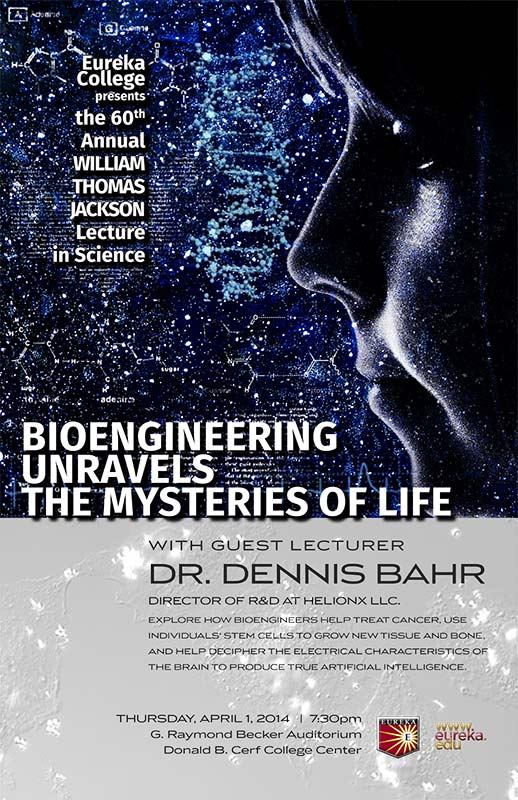 A Adenine
G Guanine
Eureka
College
presents
the 60th
Annual
WILLIAM
THOMAS
JACKSON
Lecture
in Science
sugar
adenine
BIOENGINEERING
UNRAVELS
THE MYSTERIES OF LIFE
WITH GUEST LECTURER
DR. DENNIS BAHR
DIRECTOR OF R&D AT HELIONX LLC.
EXPLORE HOW BIOENGINEERS HELP TREAT CANCER, USE
INDIVIDUALS' STEM CELLS TO GROW NEW TISSUE AND BONE,
AND HELP DECIPHER THE ELECTRICAL CHARACTERISTICS OF
THE BRAIN TO PRODUCE TRUE ARTIFICIAL INTELLIGENCE.
THURSDAY, APRIL 1, 2014 | 7:30pm
G. Raymond Becker Auditorium
Donald B. Cerf College Center
EUREKA
E
www.
eureka.
edu